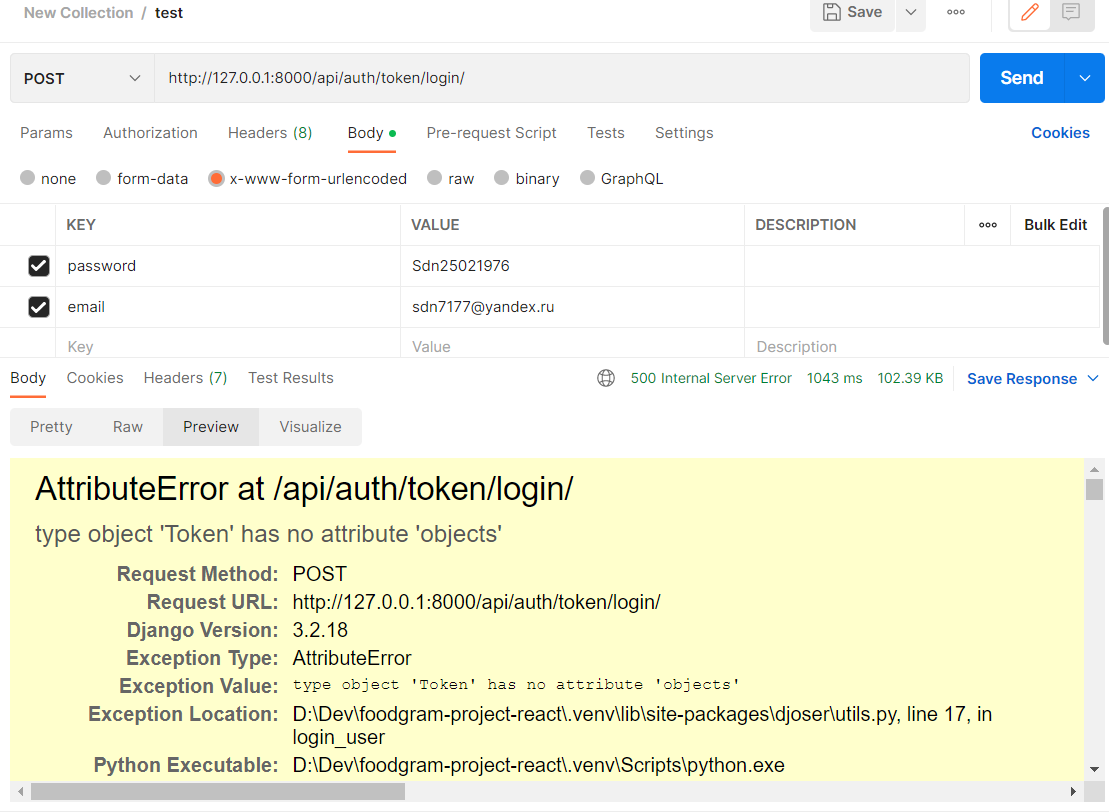 New Collection / test
Save
POST http://127.0.0.1:8000/api/auth/token/login/ Send
Params Authorization Headers (8) Body Pre-request Script Tests Settings Cookies
none form-data x-www-form-urlencoded raw binary GraphQL
KEY VALUE DESCRIPTION Bulk Edit
password Sdn25021976
email sdn7177@yandex.ru
Key Value Description
Body Cookies Headers (7) Test Results 500 Internal Server Error 1043 ms 102.39 KB Save Response
Pretty Raw Preview Visualize
AttributeError at /api/auth/token/login/
type object 'Token' has no attribute 'objects'
Request Method: POST
Request URL: http://127.0.0.1:8000/api/auth/token/login/
Django Version: 3.2.18
Exception Type: AttributeError
Exception Value: type object 'Token' has no attribute 'objects'
Exception Location: D:\Dev\foodgram-project-react\.venv\lib\site-packages\djoser\utils.py, line 17, in
login_user
Python Executable: D:\Dev\foodgram-project-react\.venv\Scripts\python.exe